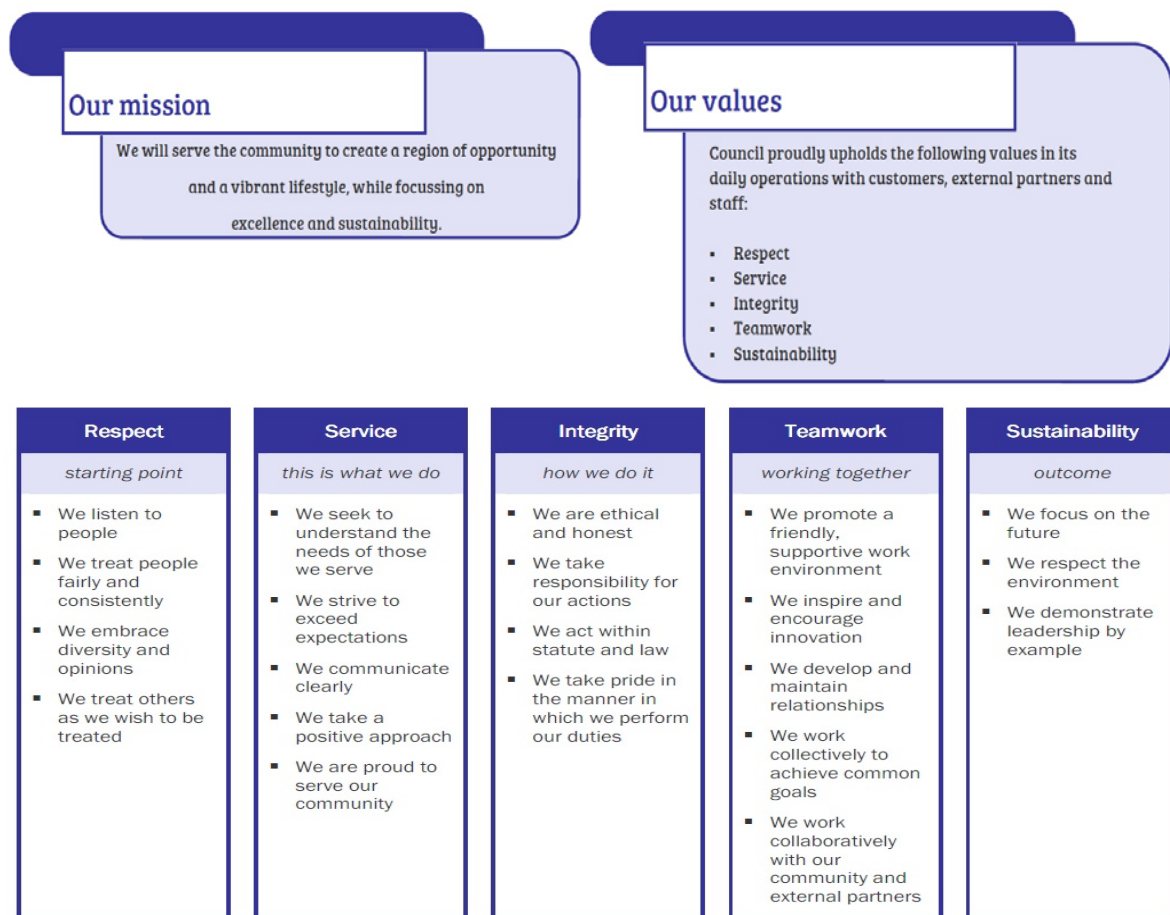 Our mission
We will serve the community to create a region of opportunity
and a vibrant lifestyle, while focussing on
excellence and sustainability.
Our values
Council proudly upholds the following values in its
daily operations with customers, external partners and
staff:
▪ Respect
▪ Service
▪ Integrity
▪ Teamwork
▪ Sustainability
Respect
starting point
▪ We listen to
people
▪ We treat people
fairly and
consistently
▪ We embrace
diversity and
opinions
▪ We treat others
as we wish to be
treated
Service
this is what we do
▪ We seek to
understand the
needs of those
we serve
▪ We strive to
exceed
expectations
▪ We communicate
clearly
▪ We take a
positive approach
▪ We are proud to
serve our
community
Integrity
how we do it
▪ We are ethical
and honest
▪ We take
responsibility for
our actions
▪ We act within
statute and law
▪ We take pride in
the manner in
which we perform
our duties
Teamwork
working together
▪ We promote a
friendly,
supportive work
environment
▪ We inspire and
encourage
innovation
▪ We develop and
maintain
relationships
▪ We work
collectively to
achieve common
goals
▪ We work
collaboratively
with our
community and
external partners
Sustainability
outcome
▪ We focus on the
future
▪ We respect the
environment
▪ We demonstrate
leadership by
example